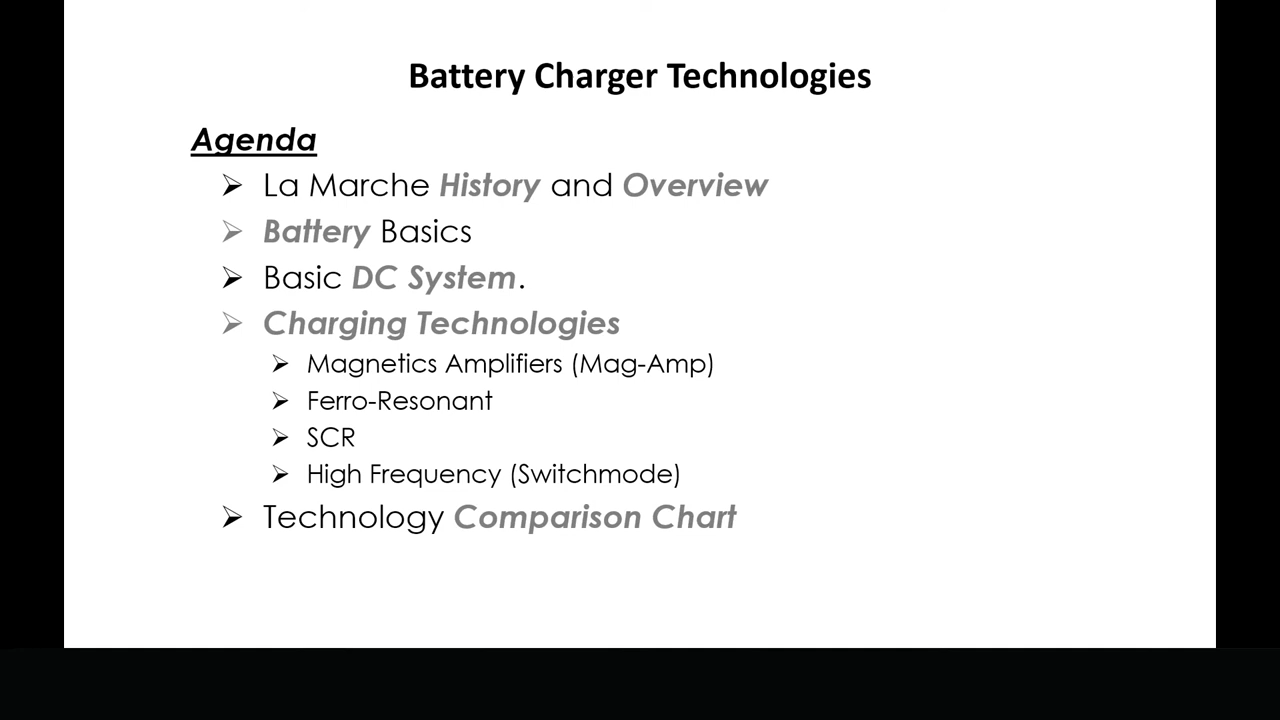 Battery Charger Technologies
Agenda
La Marche History and Overview
Battery Basics
Basic DC System.
Charging Technologies
Magnetics Amplifiers (Mag-Amp)
Ferro-Resonant
SCR
High Frequency (Switchmode)
Technology Comparison Chart